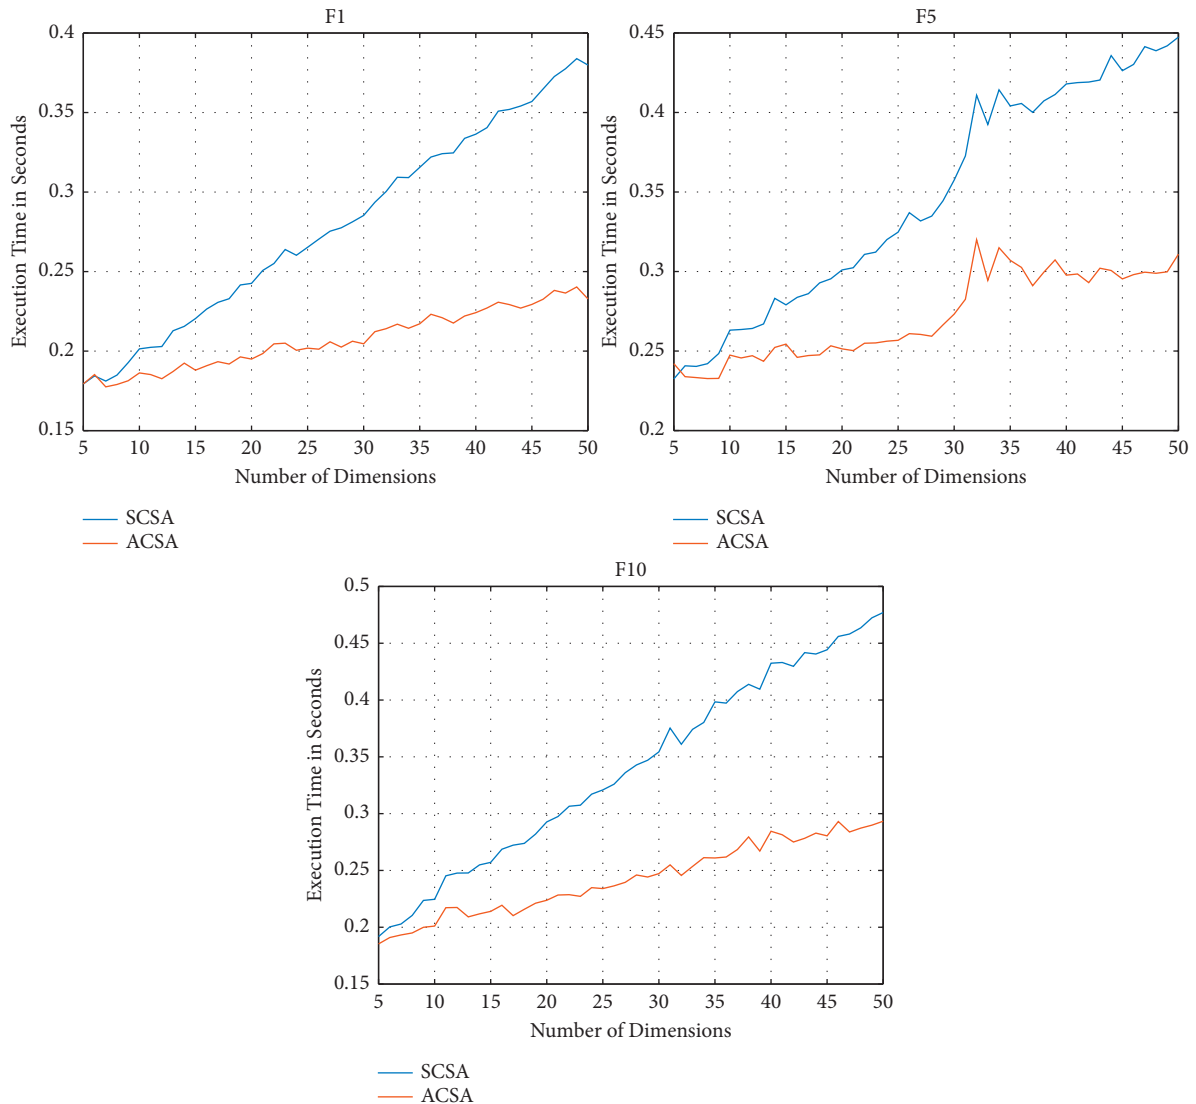 F1
0.4
0.35
0.3
0.25
0.2
0.15
Execution Time in Seconds
5 10 15 20 25 30 35 40 45 50
Number of Dimensions
SCSA
ACSA
F5
0.45
0.4
0.35
0.3
0.25
0.2
Execution Time in Seconds
5 10 15 20 25 30 35 40 45 50
Number of Dimensions
SCSA
ACSA
F10
0.5
0.45
0.4
0.35
0.3
0.25
0.2
0.15
Execution Time in Seconds
5 10 15 20 25 30 35 40 45 50
Number of Dimensions
SCSA
ACSA